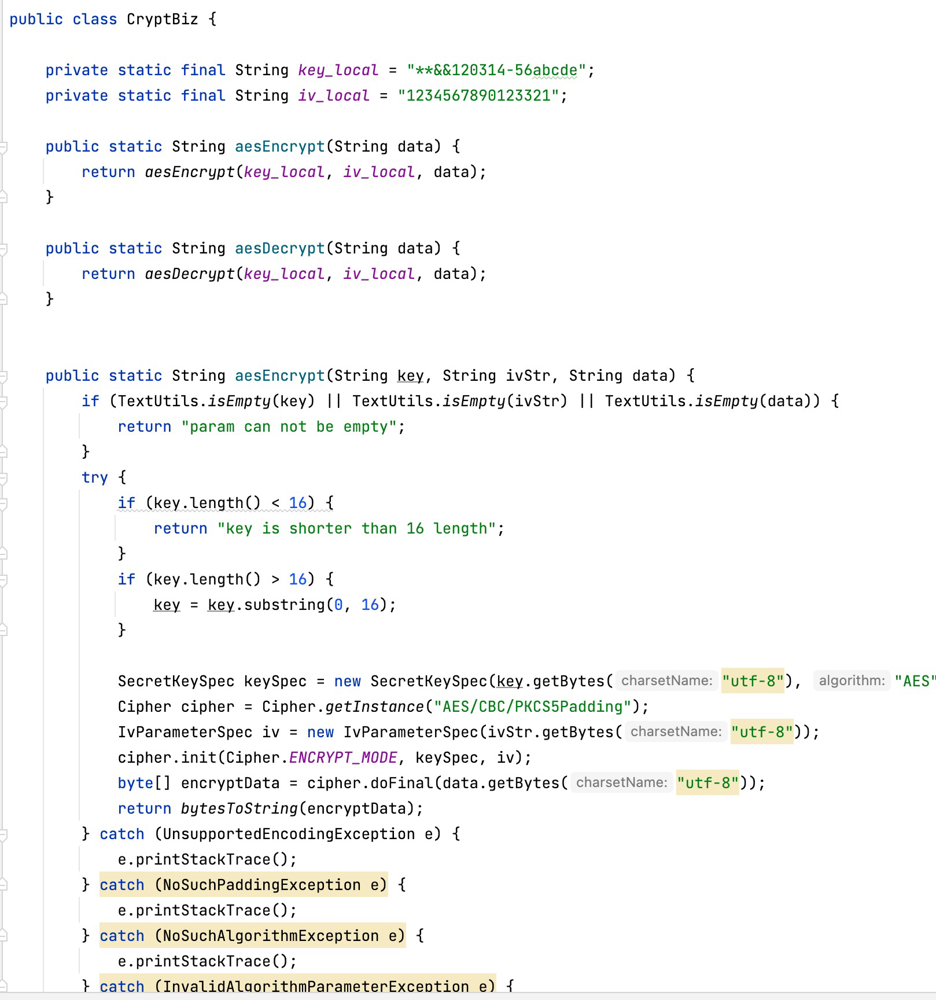 public class CryptBiz {
private static final String key_local = "**&&120314-56abcde";
private static final String iv_local = "1234567890123321";
public static String aesEncrypt(String data) {
return aesEncrypt(key_local, iv_local, data);
}
public static String aesDecrypt(String data) {
return aesDecrypt(key_local, iv_local, data);
}
public static String aesEncrypt(String key, String ivStr, String data) {
if (TextUtils.isEmpty(key) || TextUtils.isEmpty(ivStr) || TextUtils.isEmpty(data)) {
return "param can not be empty";
}
try {
if (key.length() < 16) {
return "key is shorter than 16 length";
}
if (key.length() > 16) {
key = key.substring(0, 16);
}
SecretKeySpec keySpec = new SecretKeySpec(key.getBytes( charsetName: "utf-8"), algorithm: "AES"
Cipher cipher = Cipher.getInstance("AES/CBC/PKCS5Padding");
IvParameterSpec iv = new IvParameterSpec(ivStr.getBytes( charsetName: "utf-8"));
cipher.init(Cipher.ENCRYPT_MODE, keySpec, iv);
byte[] encryptData = cipher.doFinal(data.getBytes( charsetName: "utf-8"));
return bytesToString(encryptData);
} catch (UnsupportedEncodingException e) {
e.printStackTrace();
} catch (NoSuchPaddingException e) {
e.printStackTrace();
} catch (NoSuchAlgorithmException e) {
e.printStackTrace();
} catch (InvalidAlgorithmParameterException e) {